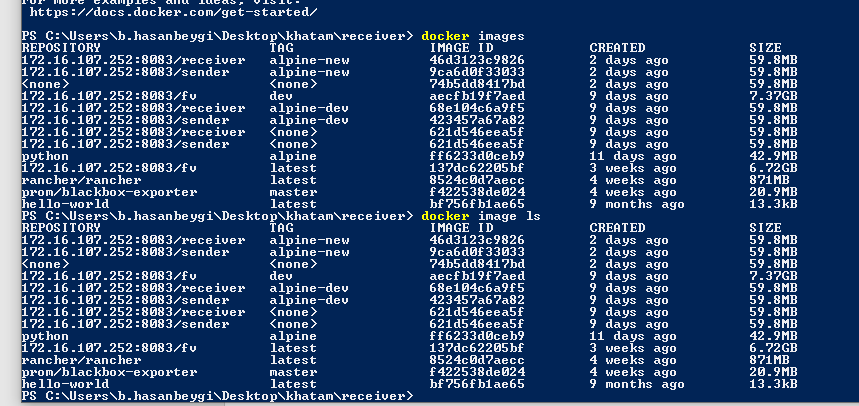 For more examples and ideas, visit:
https://docs.docker.com/get-started/
PS C:\Users\b.hasanbeygi\Desktop\khatam\receiver> docker images
REPOSITORY TAG IMAGE ID CREATED SIZE
172.16.107.252:8083/receiver alpine-new 46d3123c9826 2 days ago 59.8MB
172.16.107.252:8083/sender alpine-new 9ca6d0f33033 2 days ago 59.8MB
<none> <none> 74b5dd8417bd 2 days ago 59.8MB
172.16.107.252:8083/fv dev aecfb19f7aed 9 days ago 7.37GB
172.16.107.252:8083/receiver alpine-dev 68e104c6a9f5 9 days ago 59.8MB
172.16.107.252:8083/sender alpine-dev 423457a67a82 9 days ago 59.8MB
172.16.107.252:8083/receiver <none> 621d546eea5f 9 days ago 59.8MB
172.16.107.252:8083/sender <none> 621d546eea5f 9 days ago 59.8MB
python alpine ff6233d0ceb9 11 days ago 42.9MB
172.16.107.252:8083/fv latest 137dc62205bf 3 weeks ago 6.72GB
rancher/rancher latest 8524c0d7aecc 4 weeks ago 871MB
prom/blackbox-exporter master f422538de024 4 weeks ago 20.9MB
hello-world latest bf756fb1ae65 9 months ago 13.3kB
PS C:\Users\b.hasanbeygi\Desktop\khatam\receiver> docker image ls
REPOSITORY TAG IMAGE ID CREATED SIZE
172.16.107.252:8083/receiver alpine-new 46d3123c9826 2 days ago 59.8MB
172.16.107.252:8083/sender alpine-new 9ca6d0f33033 2 days ago 59.8MB
<none> <none> 74b5dd8417bd 2 days ago 59.8MB
172.16.107.252:8083/fv dev aecfb19f7aed 9 days ago 7.37GB
172.16.107.252:8083/receiver alpine-dev 68e104c6a9f5 9 days ago 59.8MB
172.16.107.252:8083/sender alpine-dev 423457a67a82 9 days ago 59.8MB
172.16.107.252:8083/receiver <none> 621d546eea5f 9 days ago 59.8MB
172.16.107.252:8083/sender <none> 621d546eea5f 9 days ago 59.8MB
python alpine ff6233d0ceb9 11 days ago 42.9MB
172.16.107.252:8083/fv latest 137dc62205bf 3 weeks ago 6.72GB
rancher/rancher latest 8524c0d7aecc 4 weeks ago 871MB
prom/blackbox-exporter master f422538de024 4 weeks ago 20.9MB
hello-world latest bf756fb1ae65 9 months ago 13.3kB
PS C:\Users\b.hasanbeygi\Desktop\khatam\receiver>